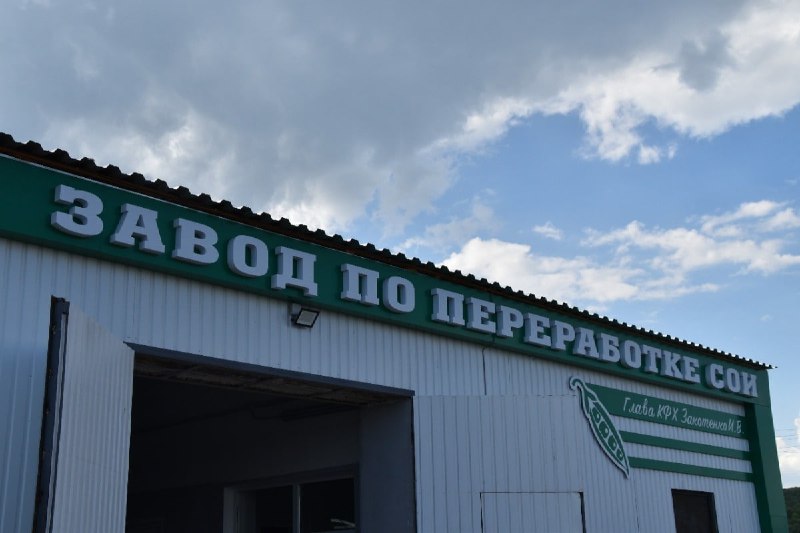 ЗАВОД ПО ПЕРЕРАБОТКЕ СОИ
Глава КФХ Закотенко И.В